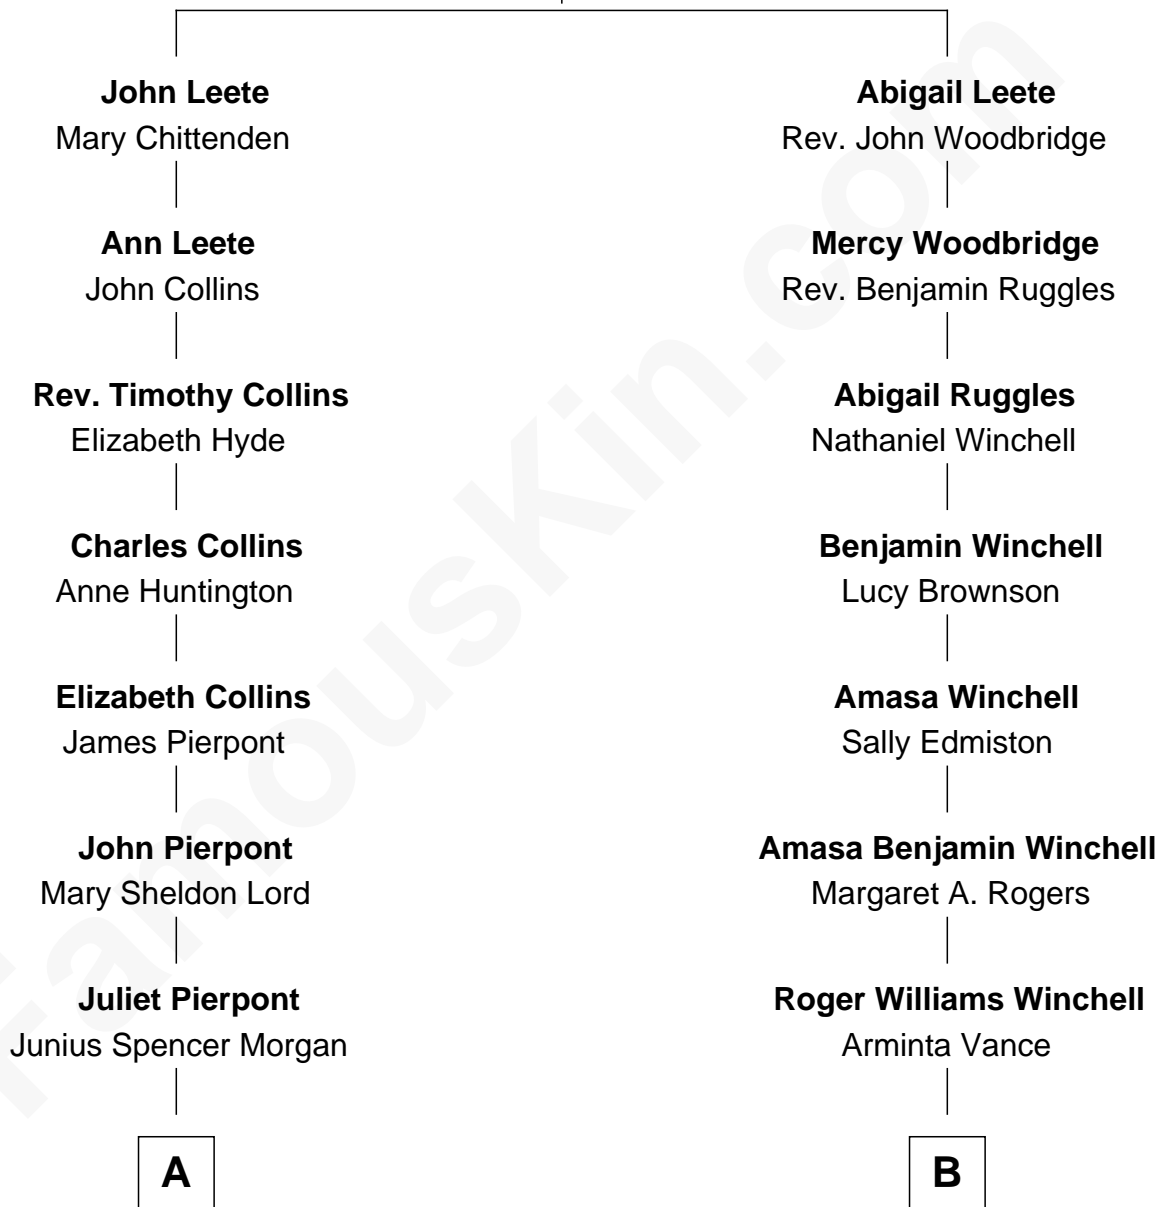 John Leete
Mary Chittenden
Ann Leete
John Collins
Rev. Timothy Collins
Elizabeth Hyde
Charles Collins
Anne Huntington
Elizabeth Collins
James Pierpont
John Pierpont
Mary Sheldon Lord
Juliet Pierpont
Junius Spencer Morgan
A
Abigail Leete
Rev. John Woodbridge
Mercy Woodbridge
Rev. Benjamin Ruggles
Abigail Ruggles
Nathaniel Winchell
Benjamin Winchell
Lucy Brownson
Amasa Winchell
Sally Edmiston
Amasa Benjamin Winchell
Margaret A. Rogers
Roger Williams Winchell
Arminta Vance
B
FamousKin.com